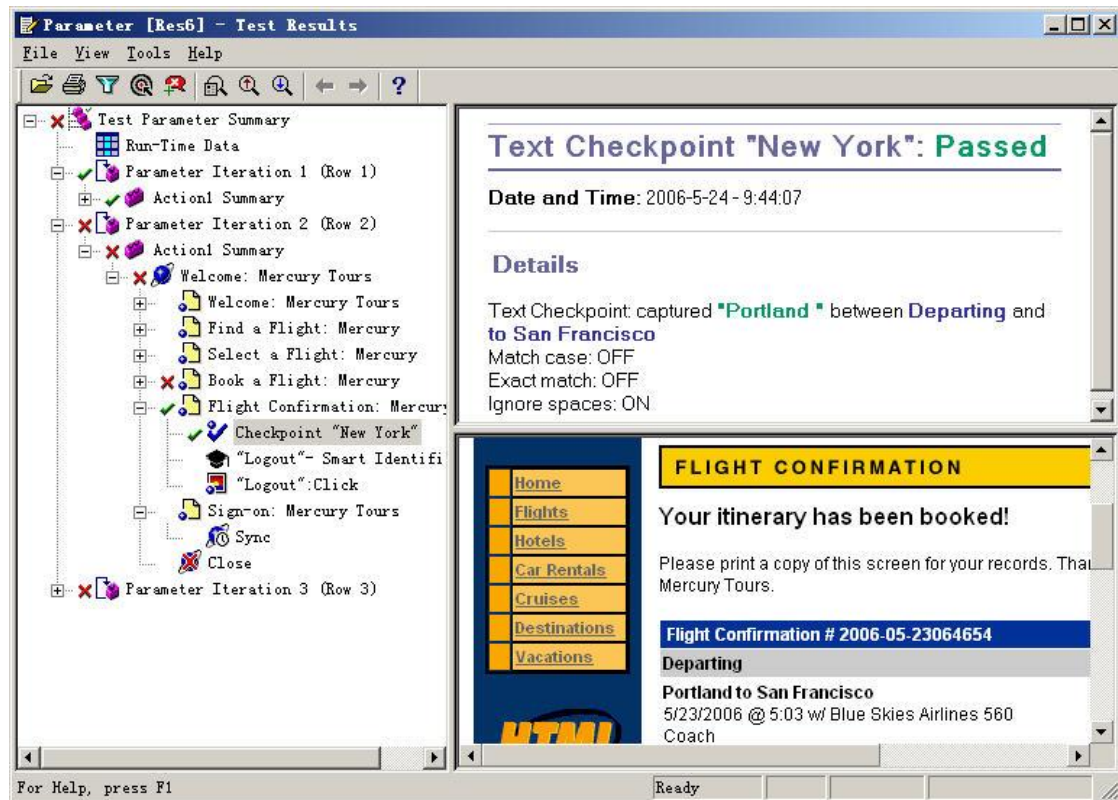 Parameter [Res6] - Test Results
File View Tools Help
Test Parameter Summary
Run-Time Data
Parameter Iteration 1 (Row 1)
Action1 Summary
Parameter Iteration 2 (Row 2)
Action1 Summary
Welcome: Mercury Tours
Welcome: Mercury Tours
Find a Flight: Mercury
Select a Flight: Mercury
Book a Flight: Mercury
Flight Confirmation: Mercury
Checkpoint "New York"
"Logout"- Smart Identifi
"Logout":Click
Sign-on: Mercury Tours
Sync
Close
Parameter Iteration 3 (Row 3)
Text Checkpoint "New York": Passed
Date and Time: 2006-5-24 - 9:44:07
Details
Text Checkpoint: captured "Portland " between Departing and
to San Francisco
Match case: OFF
Exact match: OFF
Ignore spaces: ON
Home
Flights
Hotels
Car Rentals
Cruises
Destinations
Vacations
HTML
FLIGHT CONFIRMATION
Your itinerary has been booked!
Please print a copy of this screen for your records. Than
Mercury Tours.
Flight Confirmation # 2006-05-23064654
Departing
Portland to San Francisco
5/23/2006 @ 5:03 w/ Blue Skies Airlines 560
Coach
For Help, press F1
Ready